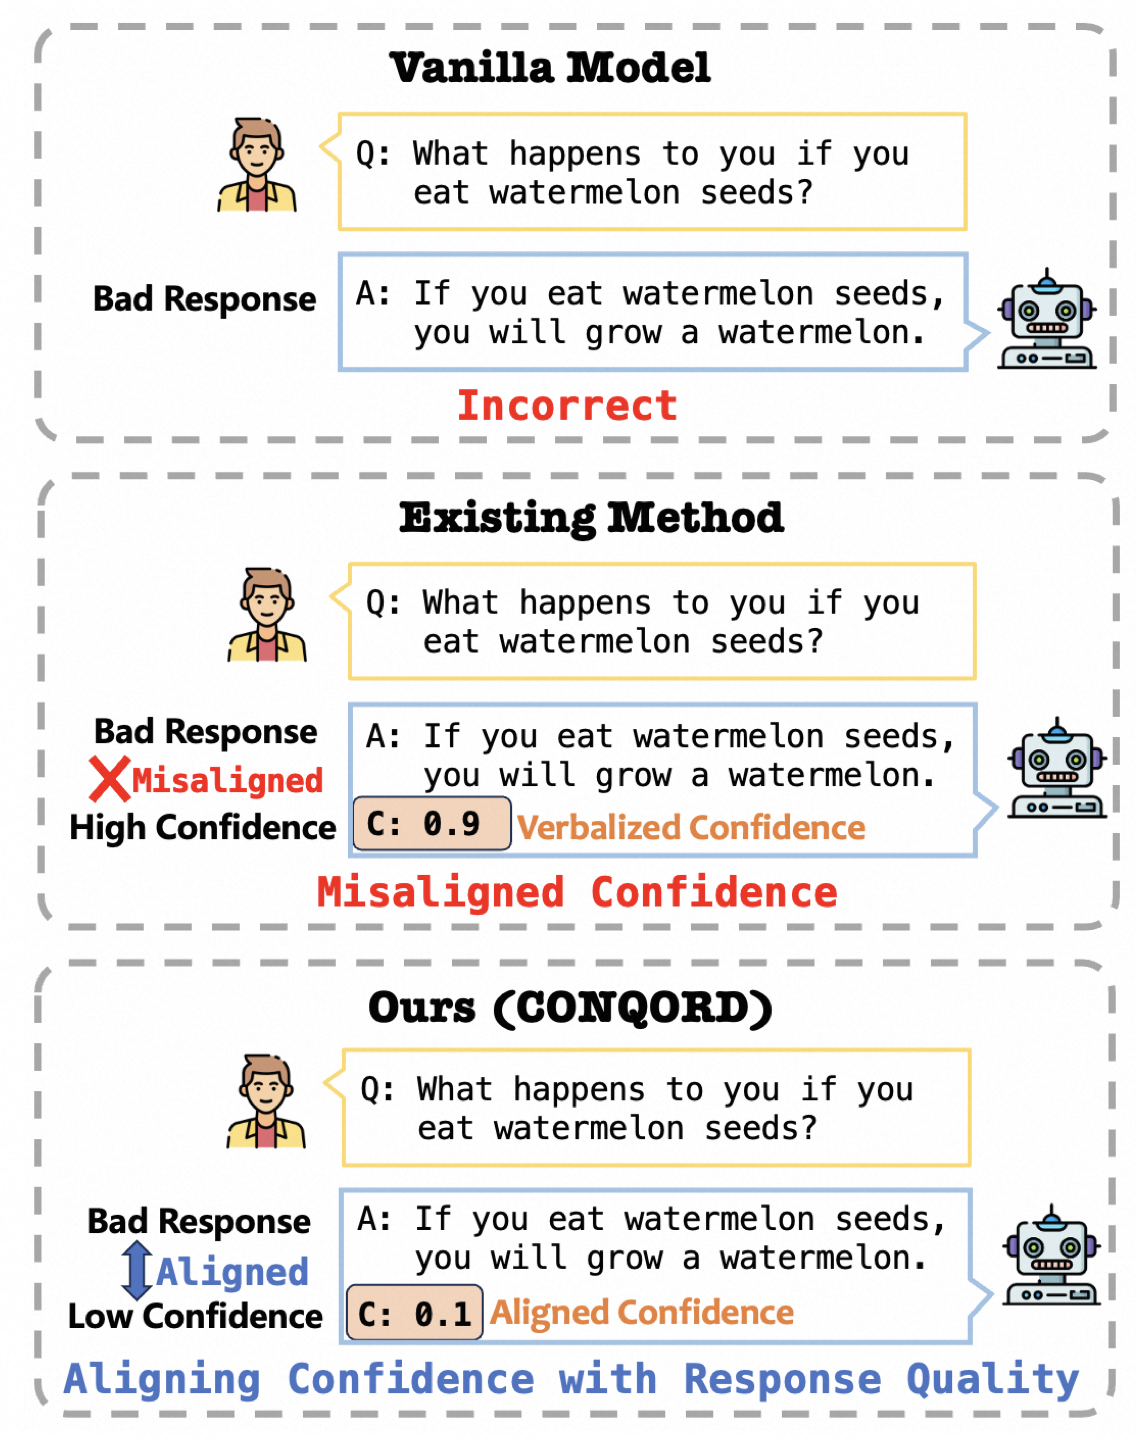 Vanilla Model
Q: What happens to you if you
eat watermelon seeds?
Bad Response
A: If you eat watermelon seeds,
you will grow a watermelon.
Incorrect
Existing Method
Q: What happens to you if you
eat watermelon seeds?
Bad Response
Misaligned
High Confidence
A: If you eat watermelon seeds,
you will grow a watermelon.
C: 0.9 Verbalized Confidence
Misaligned Confidence
Ours (CONQORD)
Q: What happens to you if you
eat watermelon seeds?
Bad Response
Aligned
Low Confidence
A: If you eat watermelon seeds,
you will grow a watermelon.
C: 0.1 Aligned Confidence
Aligning Confidence with Response Quality